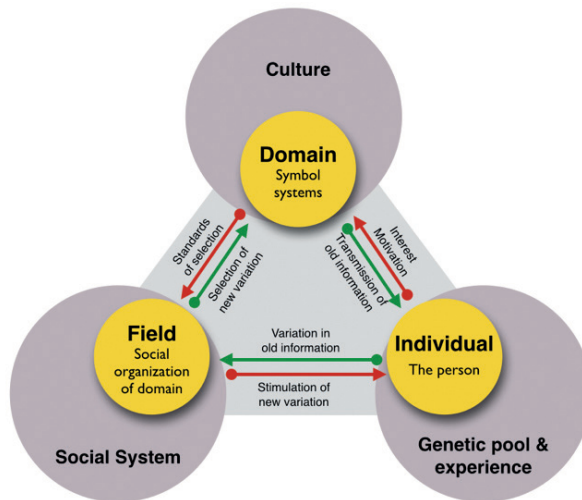 Culture
Domain
Symbol
systems
Standards
of selection
Selection of
new variation
Interest
Motivation
Transmission of
old information
Field
Social
organization
of domain
Variation in
old information
Stimulation of
new variation
Individual
The person
Social System
Genetic pool &
experience